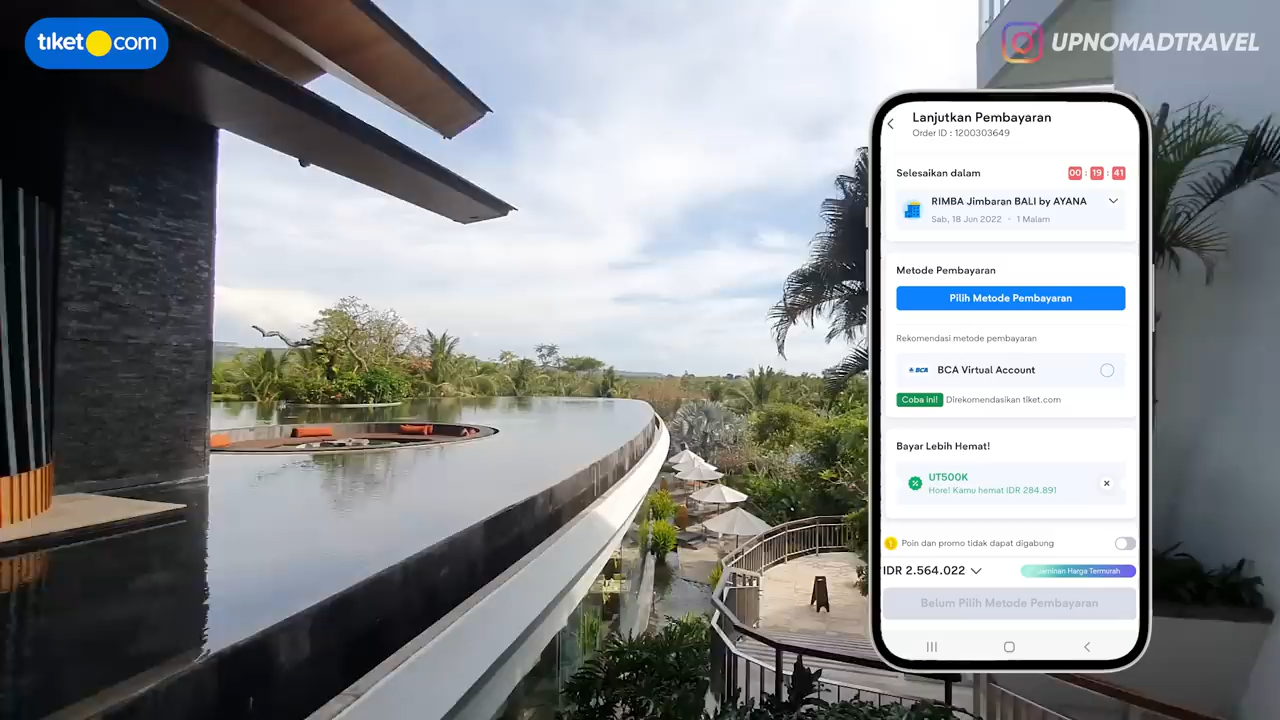 tiket.com
UPNOMADTRAVEL
Lanjutkan Pembayaran
Order ID : 1200303649
Selesaikan dalam
00 : 19 : 41
RIMBA Jimbaran BALI by AYANA
Sab, 18 Jun 2022 - 1 Malam
Metode Pembayaran
Pilih Metode Pembayaran
Rekomendasi metode pembayaran
BCA BCA Virtual Account
Coba ini! Direkomendasikan tiket.com
Bayar Lebih Hemat!
UT500K
Hore! Kamu hemat IDR 284.891
Poin dan promo tidak dapat digabung
IDR 2.564.022
Jaminan Harga Termurah
Belum Pilih Metode Pembayaran